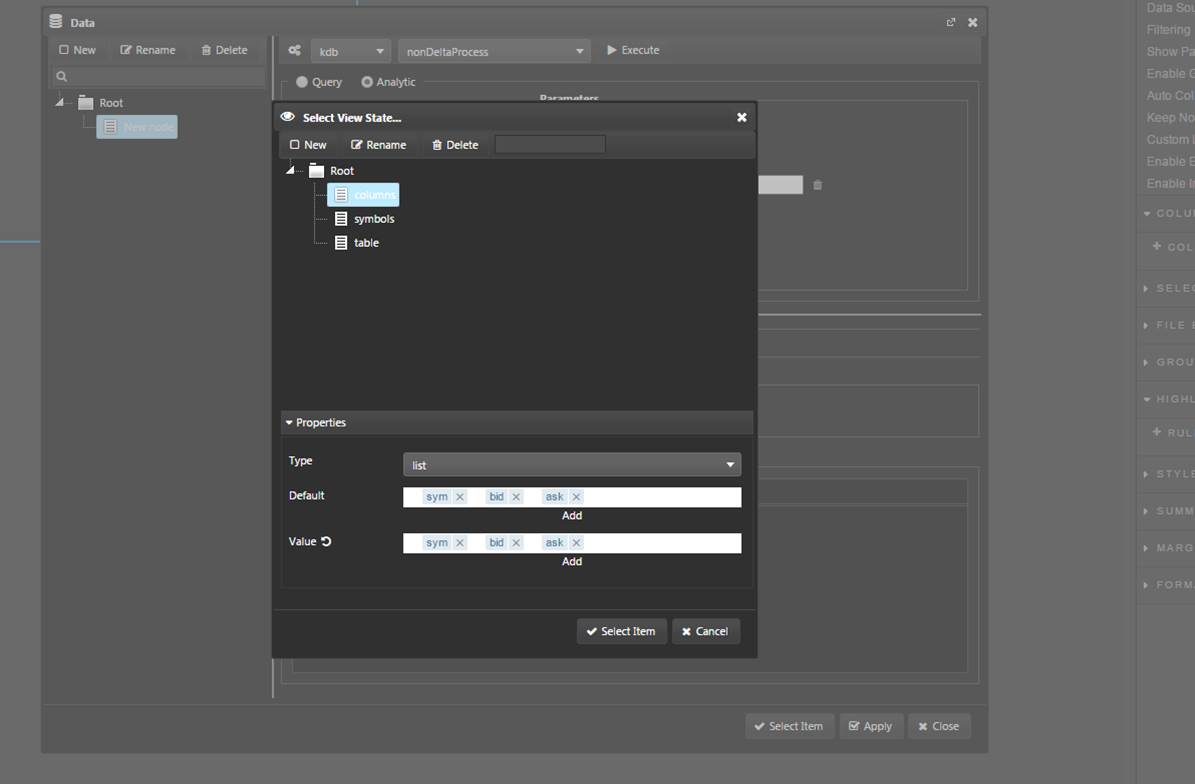 Data
New Rename Delete
kdb nonDeltaProcess Execute
Query Analytic
Parameters
Root
New node
Select View State...
New Rename Delete
Root
columns
symbols
table
Properties
Type list
Default sym bid ask
Add
Value sym bid ask
Add
Select Item Cancel
Select Item Apply Close
Data Sou
Filtering
Show Pa
Enable C
Auto Col
Keep No
Custom
Enable E
Enable In
COLU
COL
SELEC
FILE
GROU
HIGHL
RUL
STYLE
SUMM
MARG
FORMA